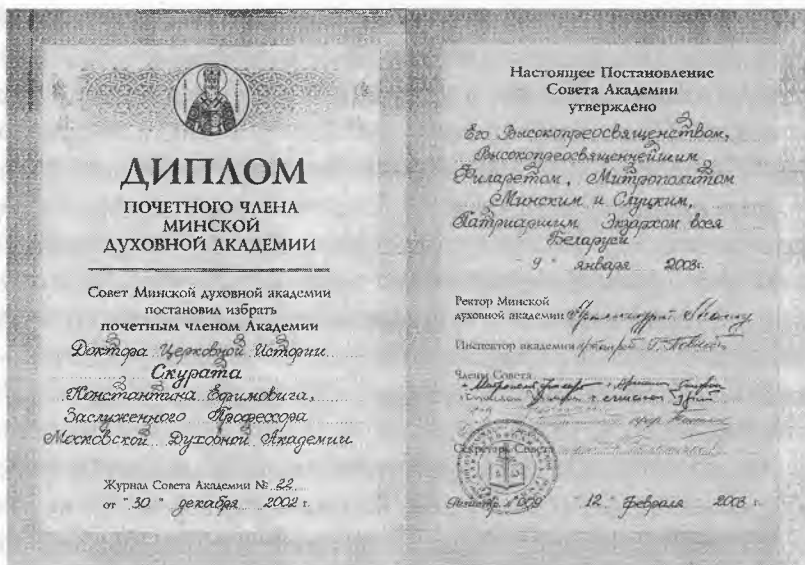 ДИПЛОМ
ПОЧЕТНОГО ЧЛЕНА
МИНСКОЙ
ДУХОВНОЙ АКАДЕМИИ
Совет Минской духовной академии
постановил избрать
почетным членом Академии
Доктора Церковной Истории
Скурата
Константина Ефимовича,
Заслуженного Профессора
Московской Духовной Академии
Журнал Совета Академии № 22
от "30" декабря 2002 г.
Настоящее Постановление
Совета Академии
утверждено
Его Высокопреосвященством,
Высокопреосвященнейшим
Филаретом, Митрополитом
Минским и Слуцким,
Патриаршим Экзархом всея
Беларуси
"9" января 2003г.
Ректор Минской
духовной академии
Инспектор академии
Члены Совета
Секретарь Совета
"12" февраля 2003 г.